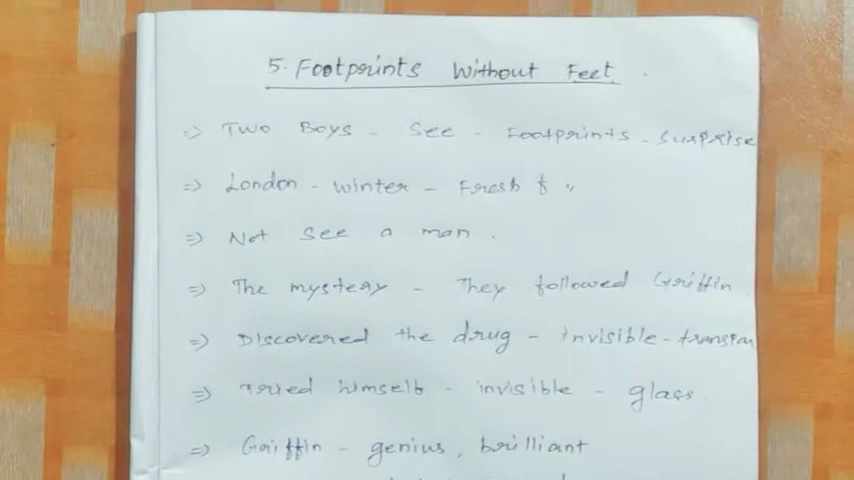 5. Footprints Without Feet.
=> Two Boys - See - Footprints - Surprise
=> London - winter - Fresh & "
=> Not see a man.
=> The mystery - They followed Griffin
=> Discovered the drug - invisible - transpar
=> Tried himself - invisible - glass.
=> Griffin - genius, brilliant